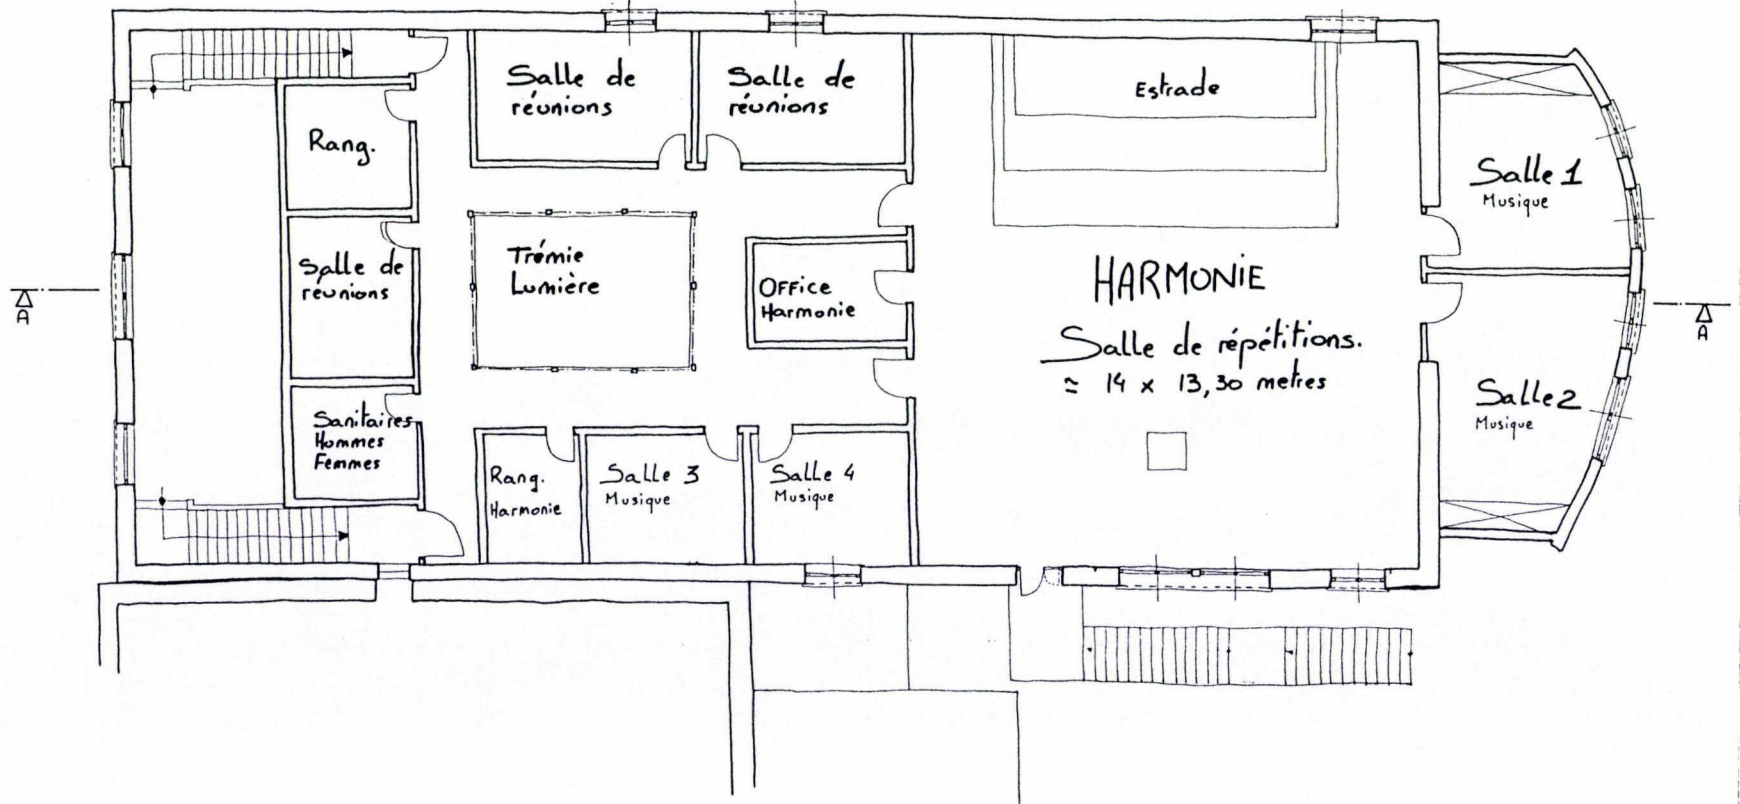 Salle de
réunions
Salle de
réunions
Estrade
Rang.
Salle 1
Musique
Salle de
réunions
Trémie
Lumière
OFFICE
Harmonie
HARMONIE
Salle de répétitions.
≃ 14 x 13,30 metres
A
A
Sanitaires
Hommes
Femmes
Rang.
Harmonie
Salle 3
Musique
Salle 4
Musique
Salle 2
Musique